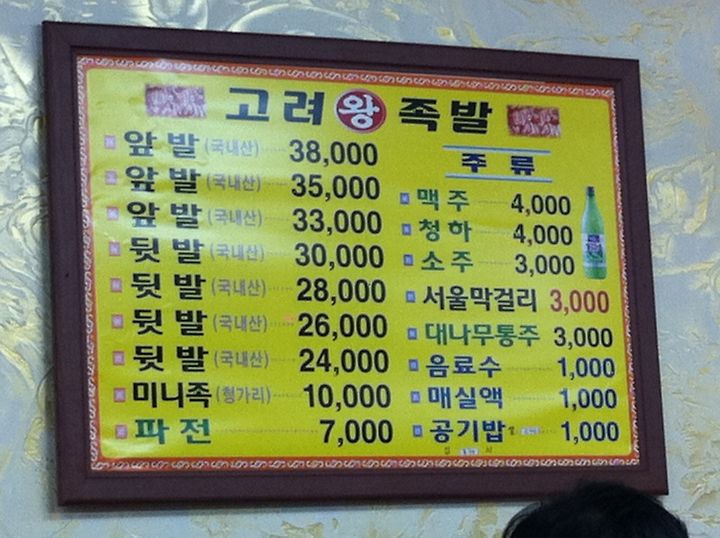 고려 왕 족발
앞발 (국내산) 38,000
앞발 (국내산) 35,000
앞발 (국내산) 33,000
뒷발 (국내산) 30,000
뒷발 (국내산) 28,000
뒷발 (국내산) 26,000
뒷발 (국내산) 24,000
미니족 (헝가리) 10,000
파전 7,000
주류
맥주 4,000
청하 4,000
소주 3,000
서울막걸리 3,000
대나무통주 3,000
음료수 1,000
매실액 1,000
공기밥 1,000